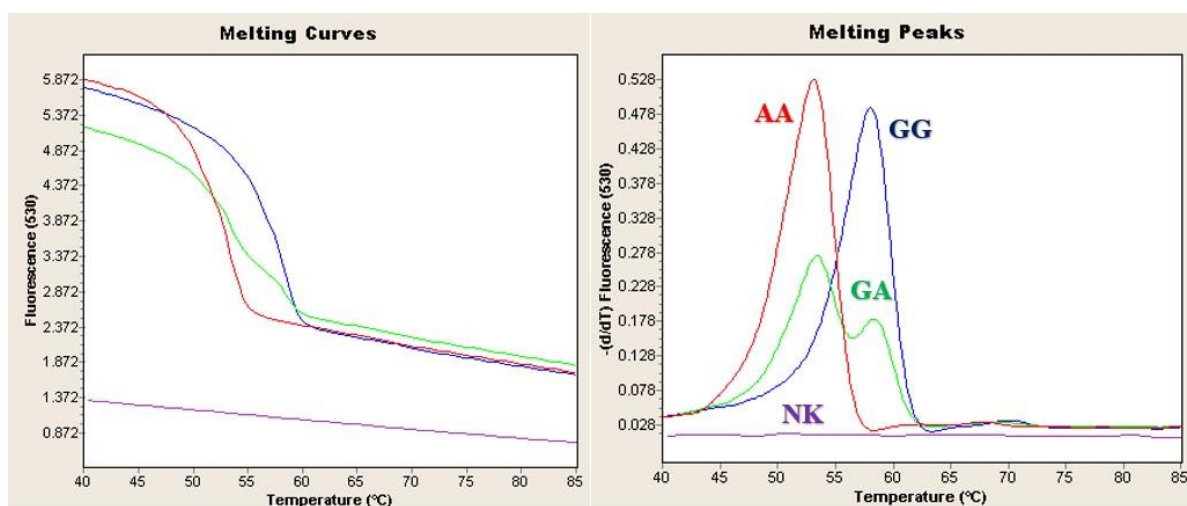 Melting Curves
Fluorescence (530)
5.872
5.372
4.872
4.372
3.872
3.372
2.872
2.372
1.872
1.372
0.872
40 45 50 55 60 65 70 75 80 85
Temperature (°C)
Melting Peaks
-(d/dT) Fluorescence (530)
0.528
0.478
0.428
0.378
0.328
0.278
0.228
0.178
0.128
0.078
0.028
AA
GG
GA
NK
40 45 50 55 60 65 70 75 80 85
Temperature (°C)